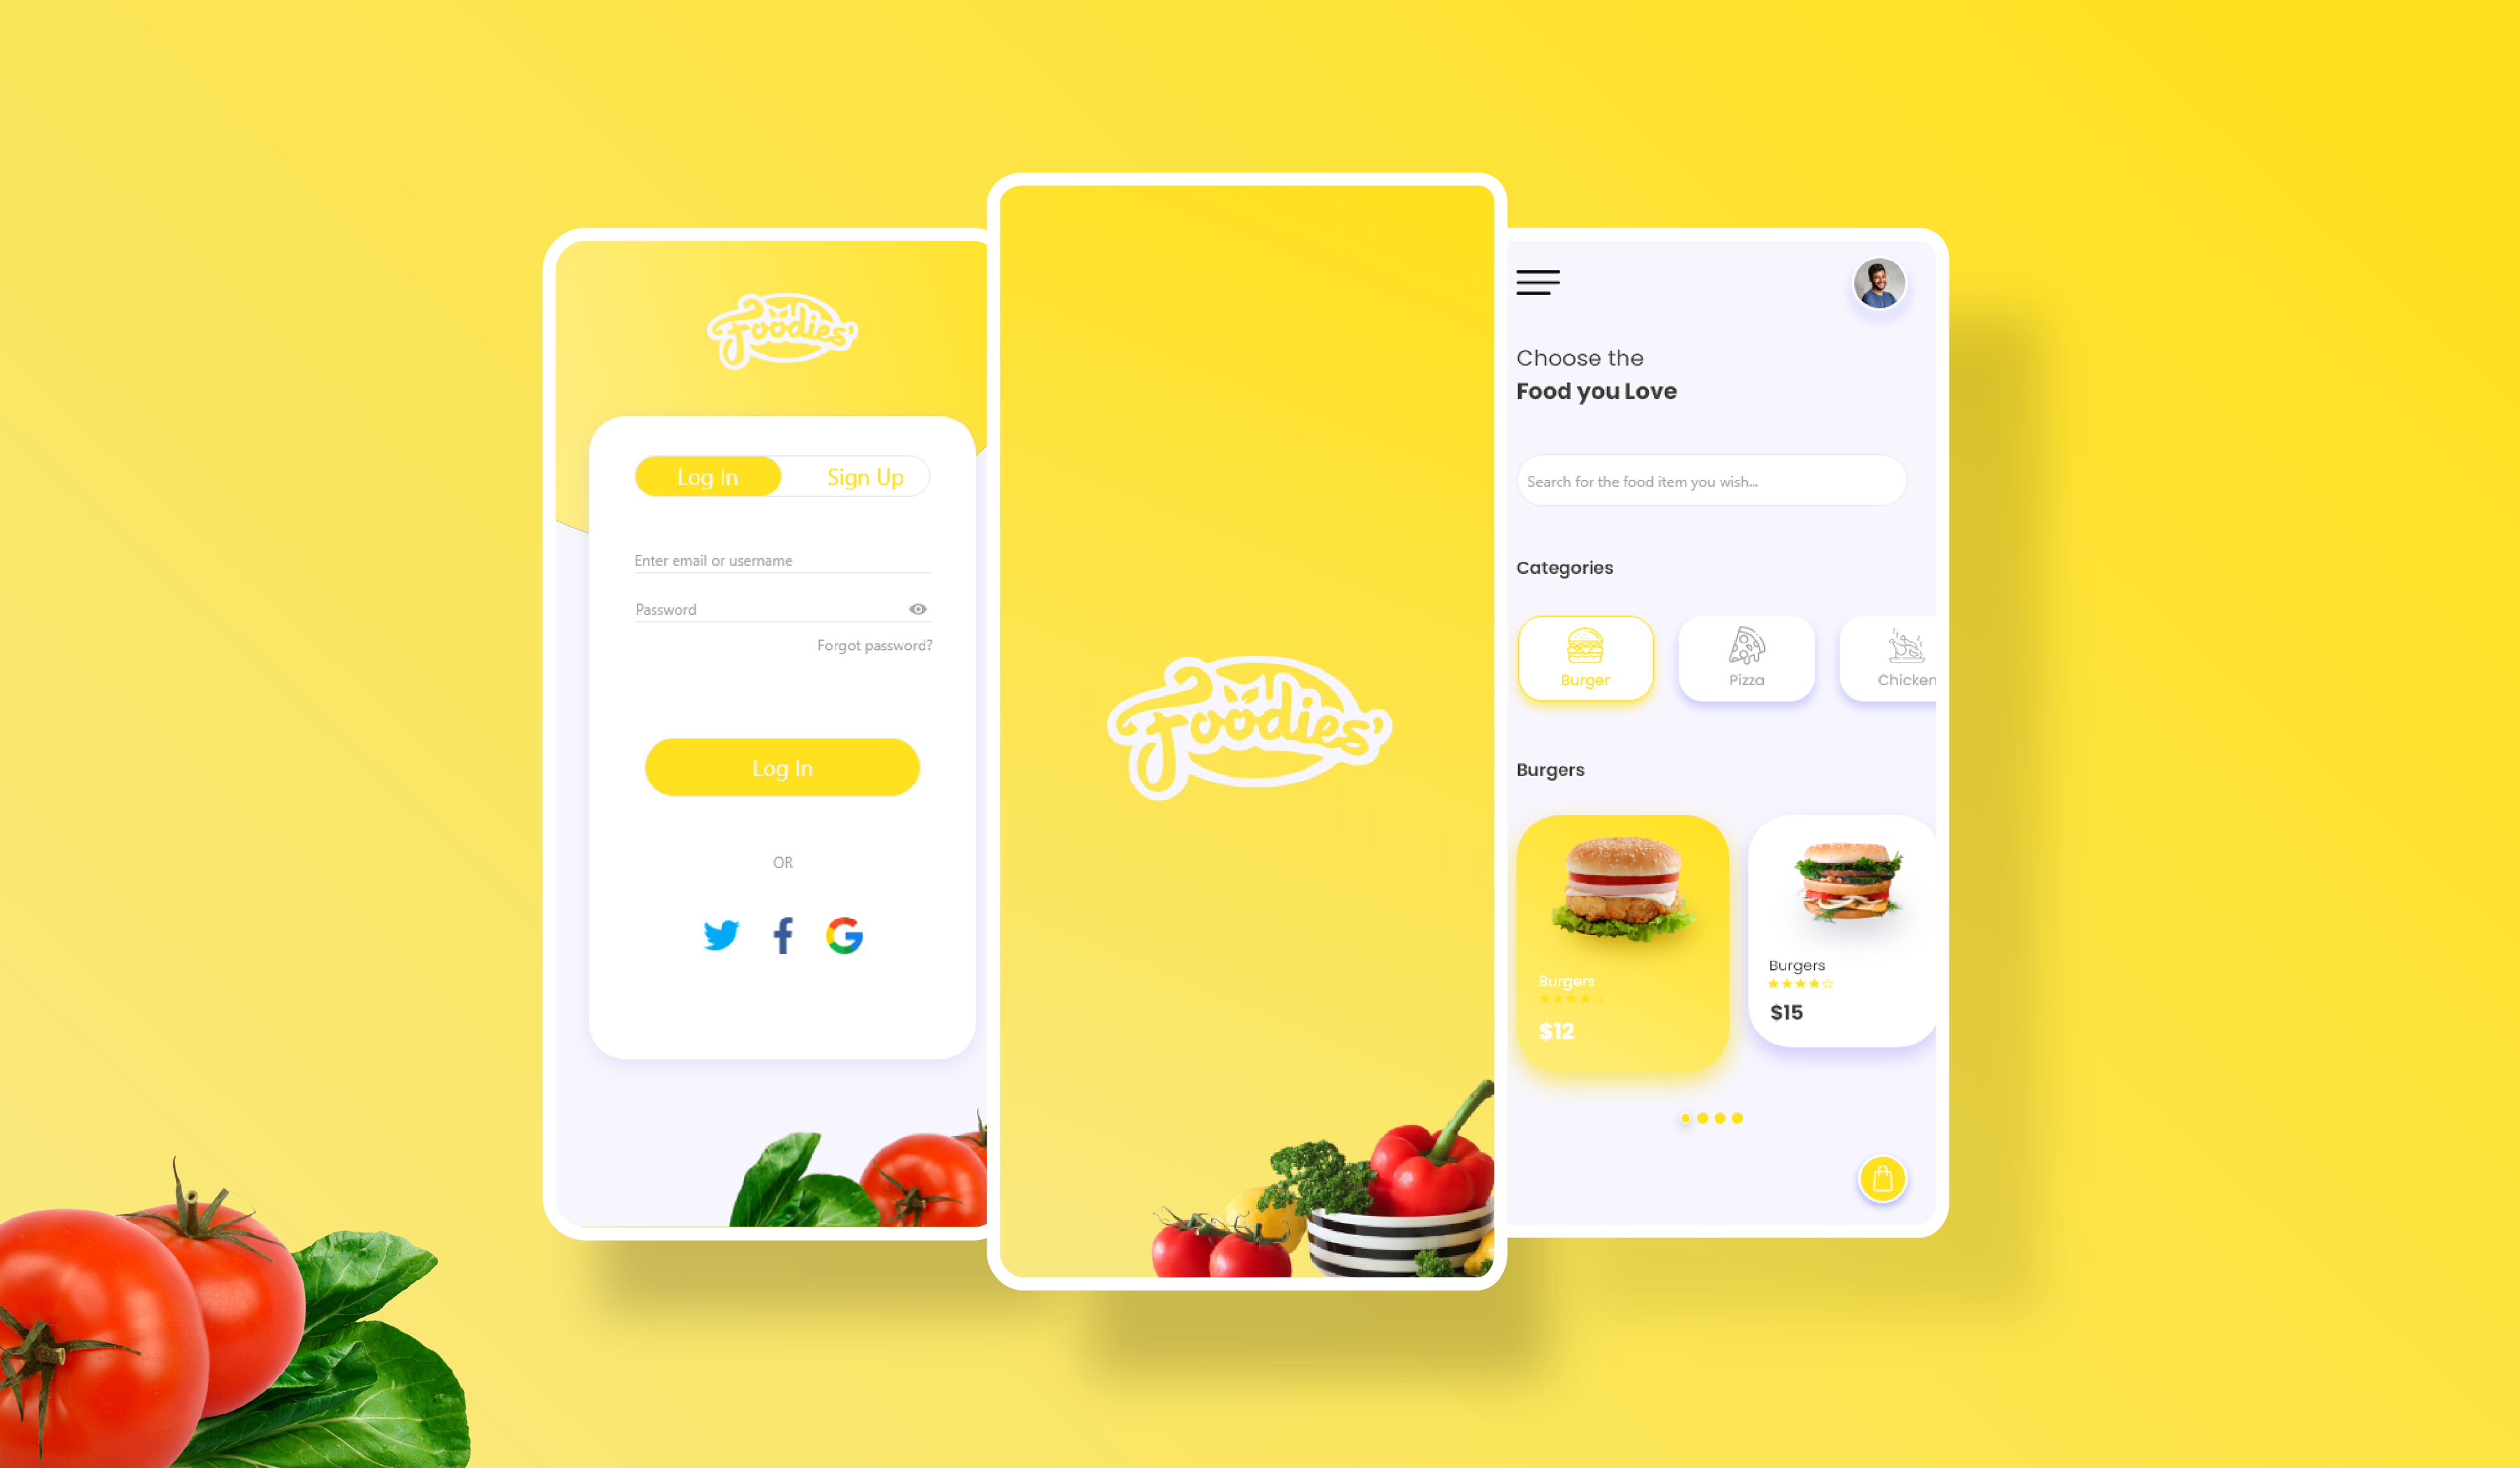 Foodies'
Log In
Sign Up
Enter email or username
Password
Forgot password?
Log In
OR
Foodies'
Choose the
Food you Love
Search for the food item you wish...
Categories
Burger
Pizza
Chicken
Burgers
Burgers
$12
Burgers
$15